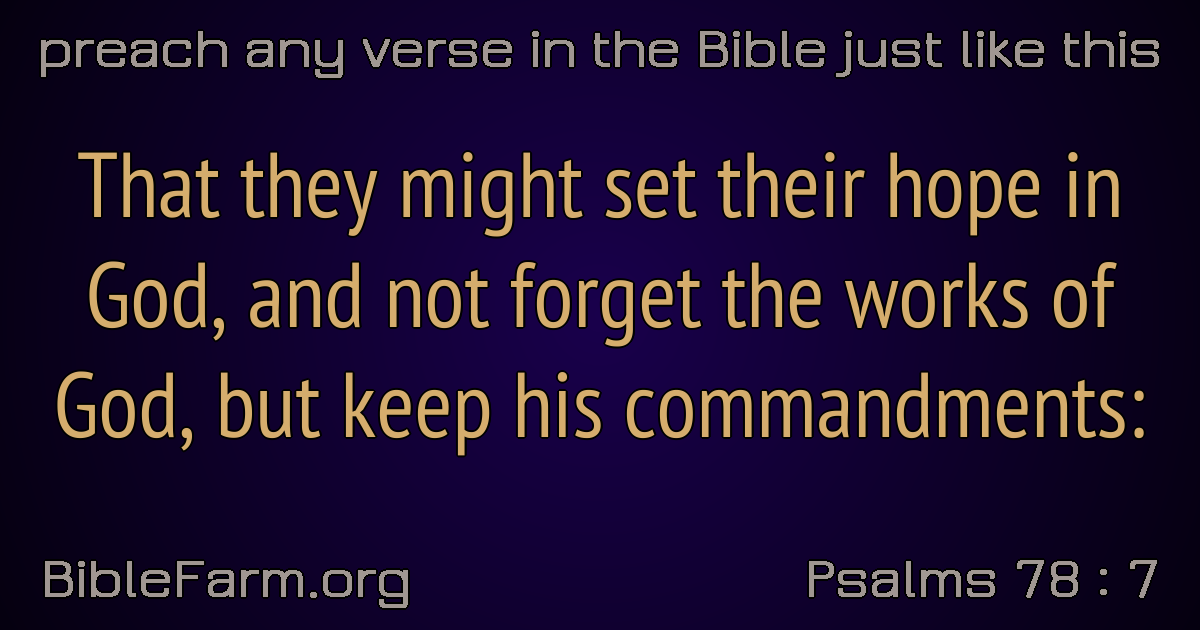 preach any verse in the Bible just like this
That they might set their hope in
God, and not forget the works of
God, but keep his commandments:
BibleFarm.org
Psalms 78 : 7